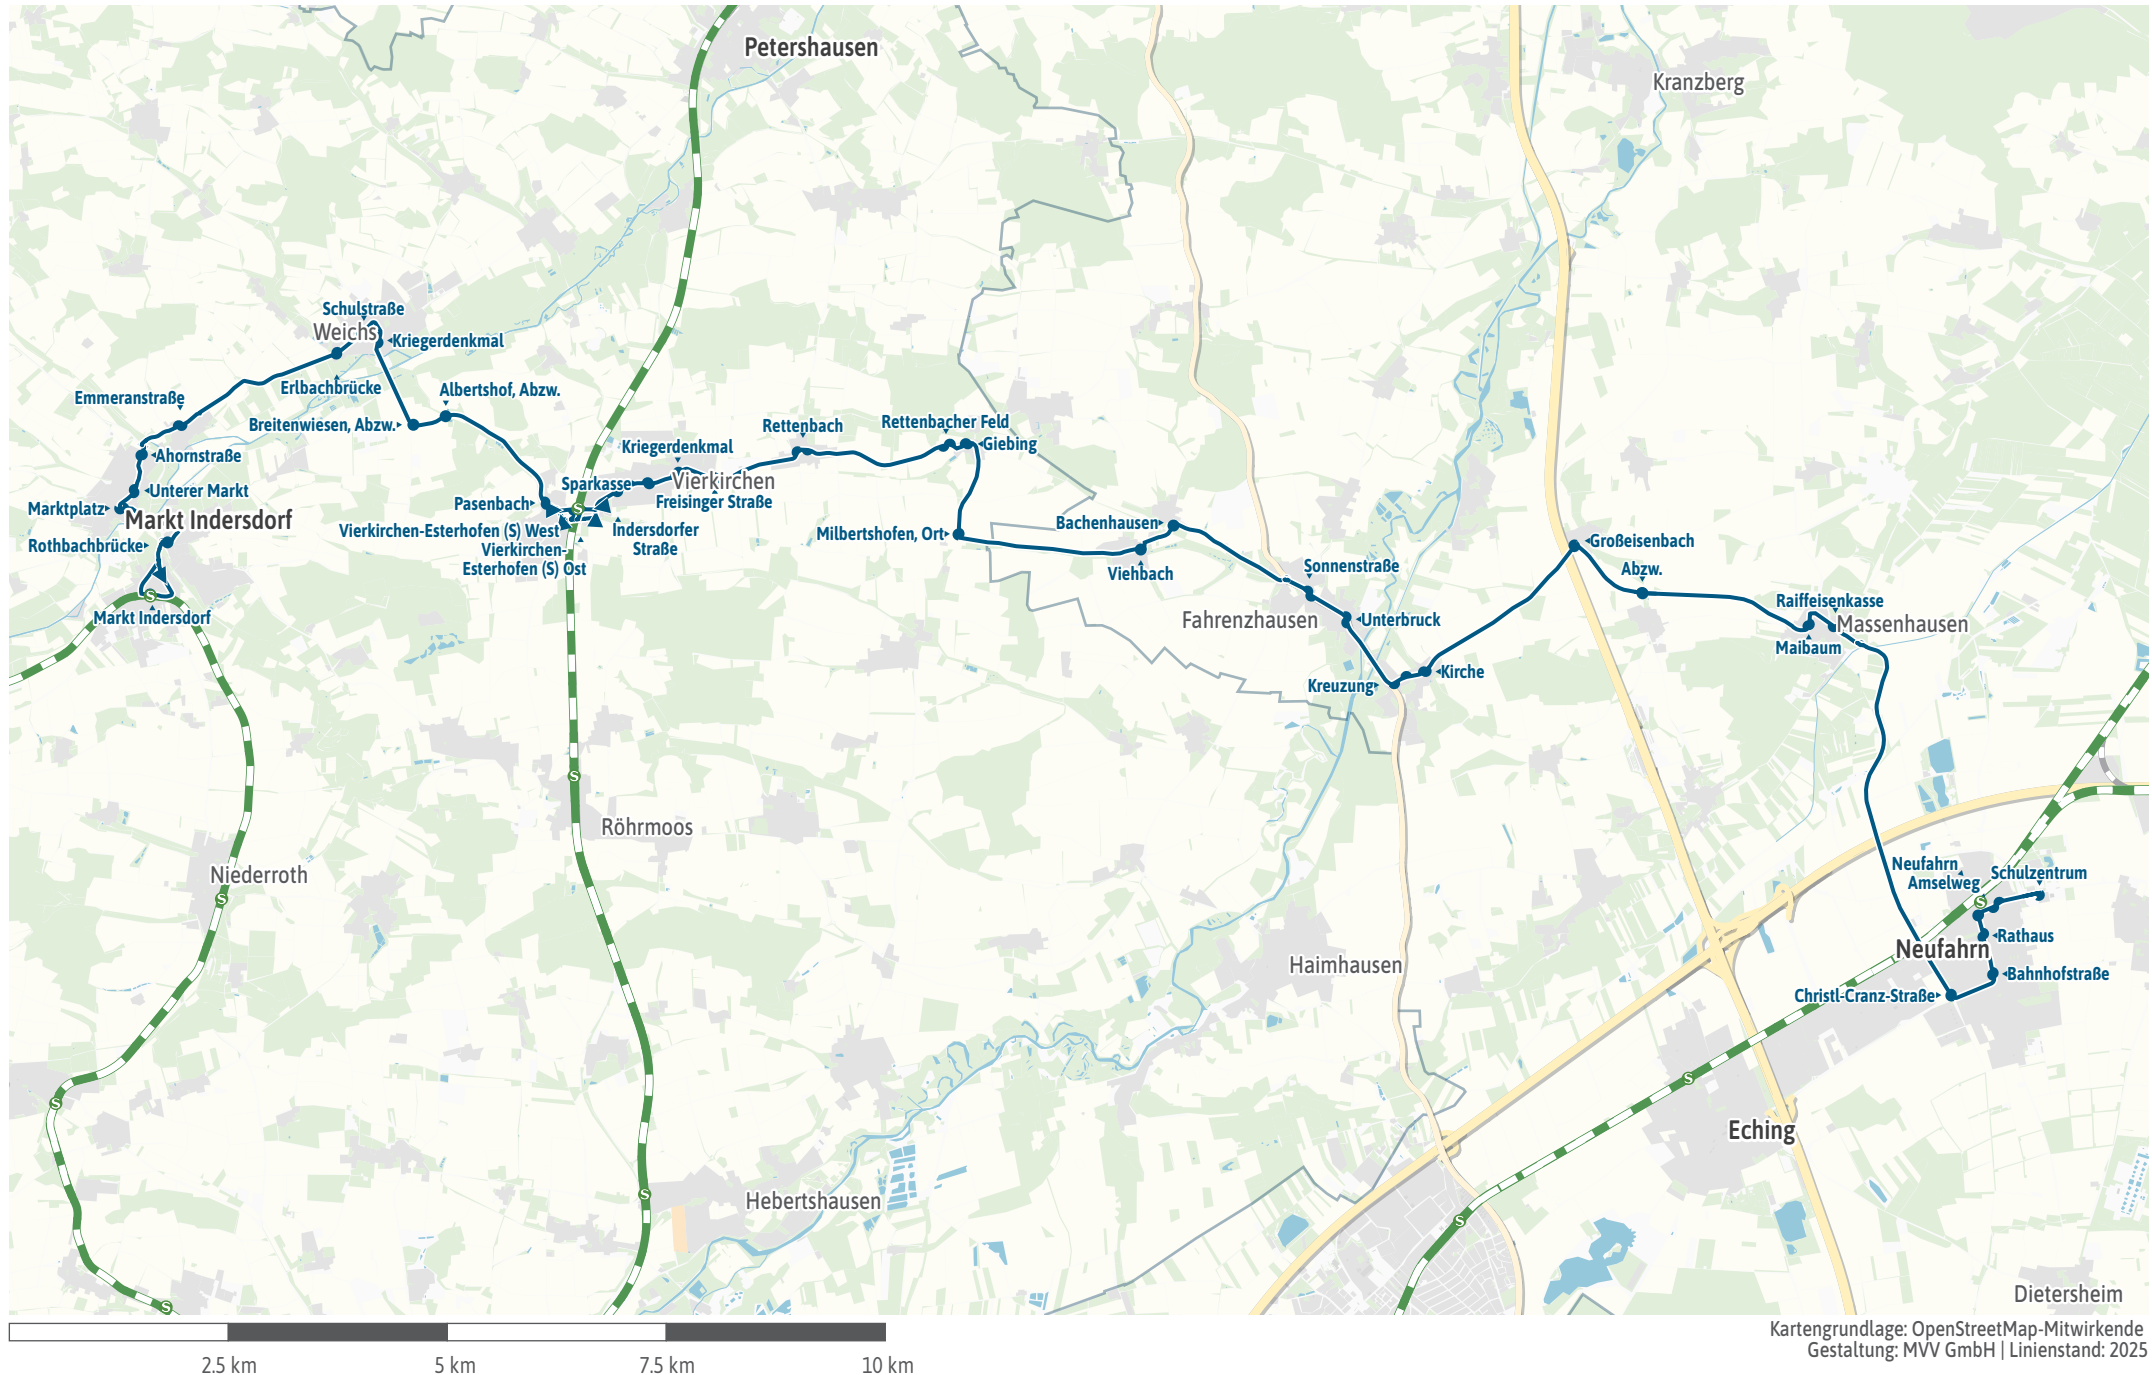 Petershausen
Kranzberg
Schulstraße
Weichs
Kriegerdenkmal
Erlbachbrücke
Albertshof, Abzw.
Emmeranstraße
Breitenwiesen, Abzw.
Ahornstraße
Unterer Markt
Marktplatz
Markt Indersdorf
Rothbachbrücke
S
Markt Indersdorf
Rettenbach
Rettenbacher Feld
Giebing
Kriegerdenkmal
Sparkasse
Vierkirchen
Freisinger Straße
Pasenbach
S
Vierkirchen-Esterhofen (S) West
Vierkirchen-
Esterhofen (S) Ost
Indersdorfer
Straße
Milbertshofen, Ort
Bachenhausen
Viehbach
Sonnenstraße
Fahrenzhausen
Unterbruck
Kreuzung
Kirche
Großeisenbach
Abzw.
Raiffeisenkasse
Massenhausen
Maibaum
S
Röhrmoos
Niederroth
S
Neufahrn
Amselweg
Schulzentrum
S
Rathaus
Neufahrn
Bahnhofstraße
Christl-Cranz-Straße
Haimhausen
S
S
Eching
Hebertshausen
S
S
S
Dietersheim
Kartengrundlage: OpenStreetMap-Mitwirkende
Gestaltung: MVV GmbH | Linienstand: 2025
2.5 km
5 km
7.5 km
10 km